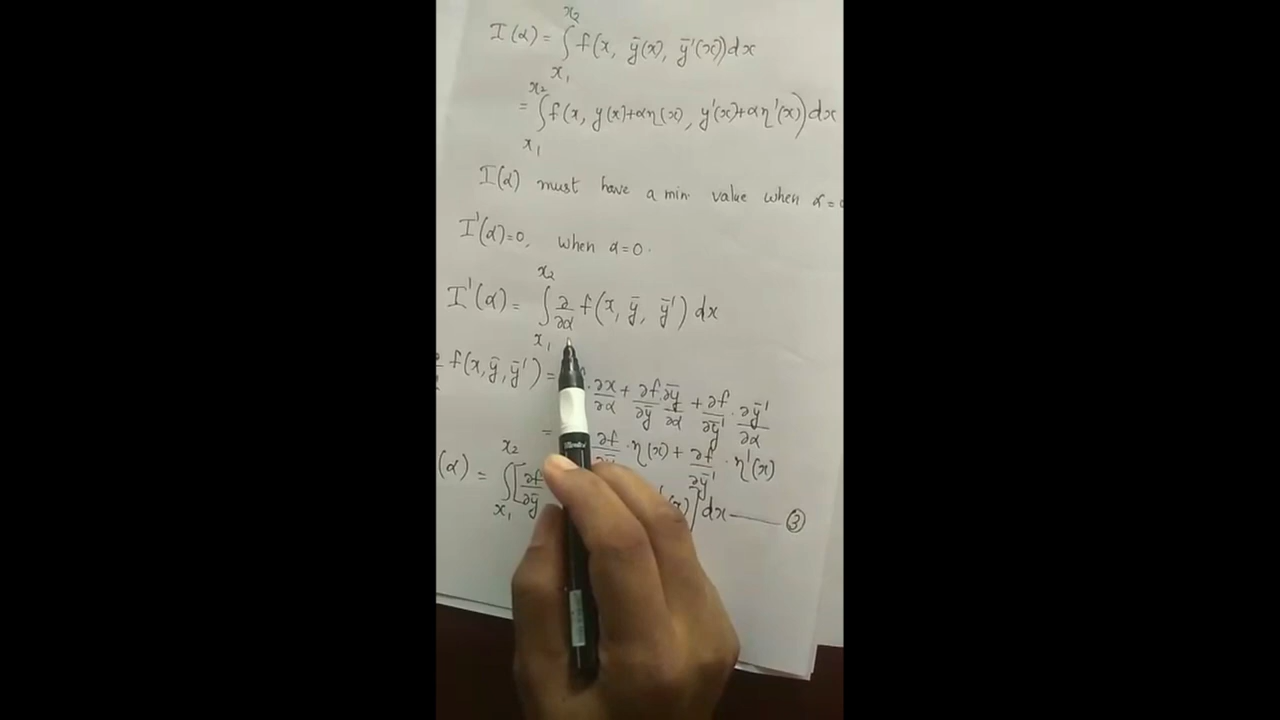 I(α) = ∫_{x₁}^{x₂} f(x, ȳ(x), ȳ'(x)) dx
= ∫_{x₁}^{x₂} f(x, y(x)+αη(x), y'(x)+αη'(x)) dx
I(α) must have a min. value when α=0
I'(α)=0, when α=0.
I'(α) = ∫_{x₁}^{x₂} ∂/∂α f(x, ȳ, ȳ') dx
f(x, ȳ, ȳ') = · ∂x/∂α + ∂f/∂ȳ · ∂ȳ/∂α + ∂f/∂ȳ' · ∂ȳ'/∂α
= ∂f/∂ȳ · η(x) + ∂f/∂ȳ' · η'(x)
(α) = ∫_{x₁}^{x₂} [∂f/∂ȳ '(x)] dx —— ③